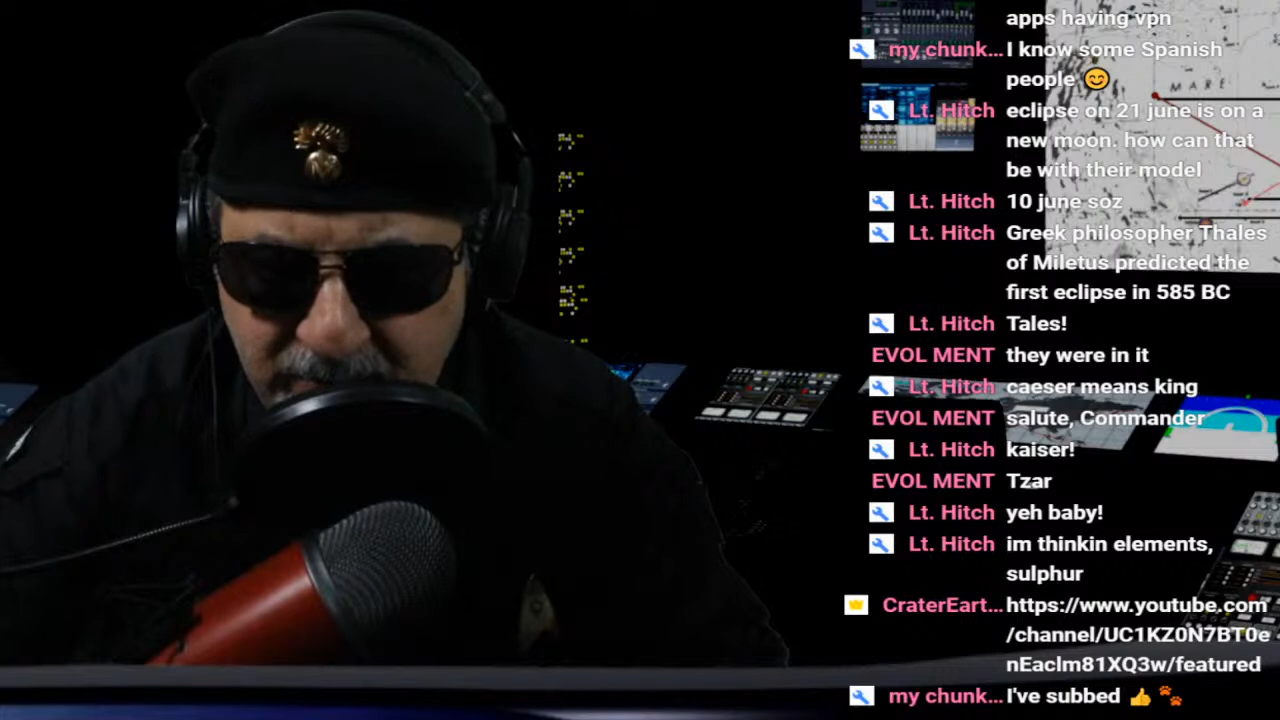 apps having vpn
my chunk... I know some Spanish
people 😊
MARE
Lt. Hitch eclipse on 21 june is on a
new moon. how can that
be with their model
Lt. Hitch 10 june soz
Lt. Hitch Greek philosopher Thales
of Miletus predicted the
first eclipse in 585 BC
Lt. Hitch Tales!
EVOL MENT they were in it
Lt. Hitch caeser means king
EVOL MENT salute, Commander
Lt. Hitch kaiser!
EVOL MENT Tzar
Lt. Hitch yeh baby!
Lt. Hitch im thinkin elements,
sulphur
CraterEart... https://www.youtube.com
/channel/UC1KZ0N7BT0e
nEaclm81XQ3w/featured
my chunk... I've subbed 👍 🐾